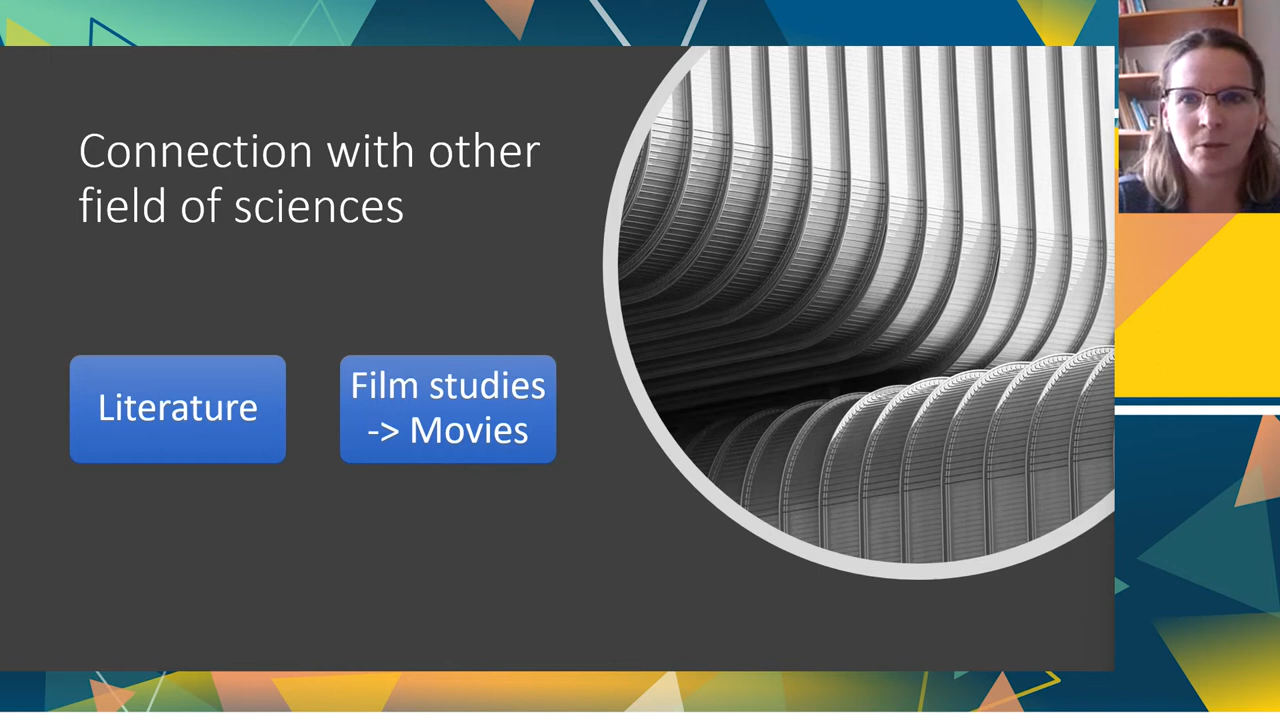 Connection with other
field of sciences
Literature
Film studies
-> Movies